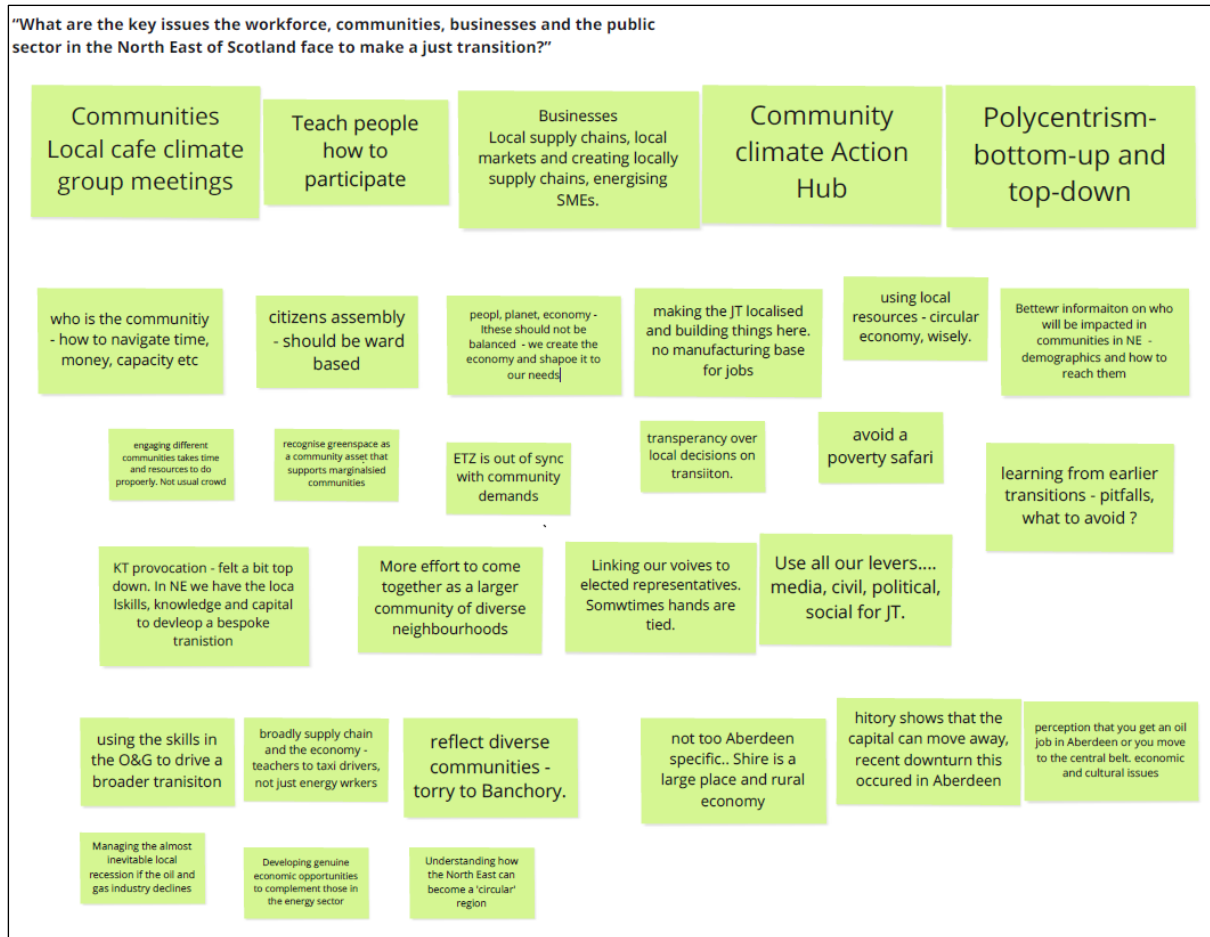 “What are the key issues the workforce, communities, businesses and the public
sector in the North East of Scotland face to make a just transition?”
Communities
Local cafe climate
group meetings
Teach people
how to
participate
Businesses
Local supply chains, local
markets and creating locally
supply chains, energising
SMEs.
Community
climate Action
Hub
Polycentrism-
bottom-up and
top-down
who is the communitiy
- how to navigate time,
money, capacity etc
citizens assembly
- should be ward
based
peopl, planet, economy -
lthese should not be
balanced - we create the
economy and shapoe it to
our needs
making the JT localised
and building things here.
no manufacturing base
for jobs
using local
resources - circular
economy, wisely.
Bettewr informaiton on who
will be impacted in
communities in NE -
demographics and how to
reach them
engaging different
communities takes time
and resources to do
propoerly. Not usual crowd
recognise greenspace as
a community asset that
supports marginalsied
communities
ETZ is out of sync
with community
demands
transperancy over
local decisions on
transiiton.
avoid a
poverty safari
learning from earlier
transitions - pitfalls,
what to avoid ?
KT provocation - felt a bit top
down. In NE we have the loca
lskills, knowledge and capital
to devleop a bespoke
tranistion
More effort to come
together as a larger
community of diverse
neighbourhoods
Linking our voives to
elected representatives.
Somwtimes hands are
tied.
Use all our levers....
media, civil, political,
social for JT.
using the skills in
the O&G to drive a
broader tranisiton
broadly supply chain
and the economy -
teachers to taxi drivers,
not just energy wrkers
reflect diverse
communities -
torry to Banchory.
not too Aberdeen
specific.. Shire is a
large place and rural
economy
hitory shows that the
capital can move away,
recent downturn this
occured in Aberdeen
perception that you get an oil
job in Aberdeen or you move
to the central belt. economic
and cultural issues
Managing the almost
inevitable local
recession if the oil and
gas industry declines
Developing genuine
economic opportunities
to complement those in
the energy sector
Understanding how
the North East can
become a 'circular'
region